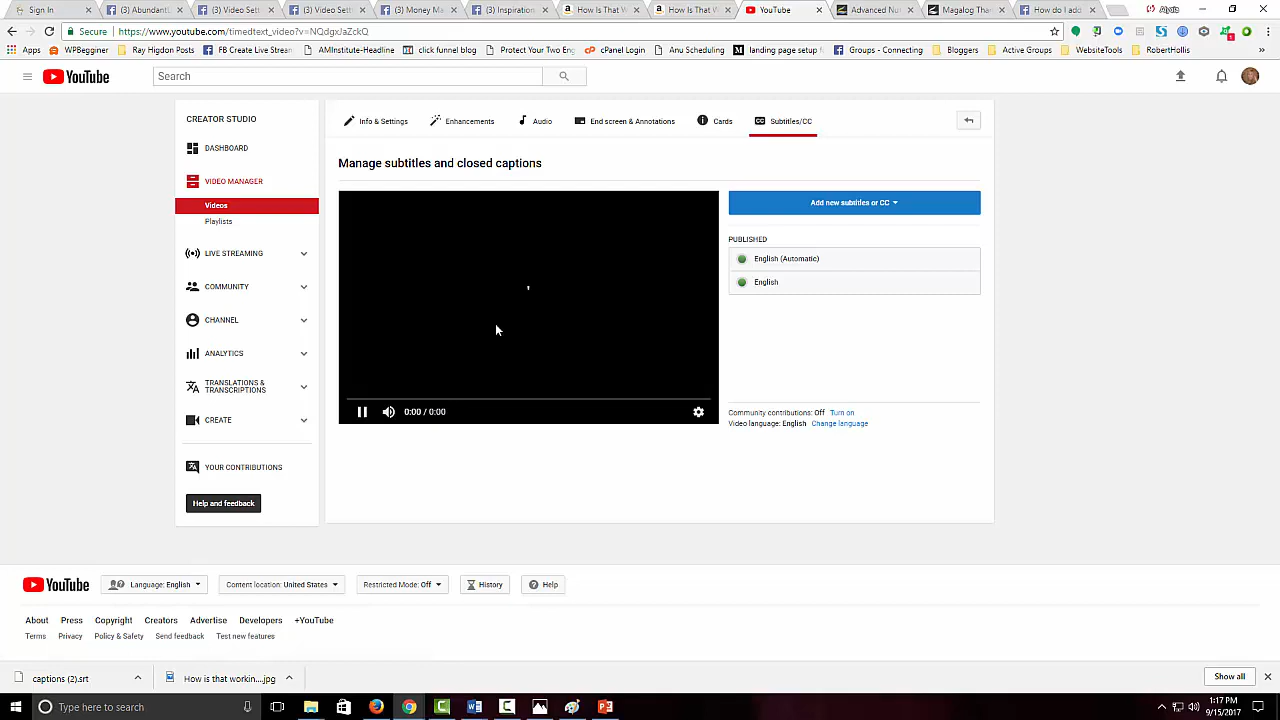 Sign In
(3) Abundant
(3) Video Sett
(3) Video Sett
(3) Money Ma
(3) Inspiration
How Is That W
How Is That W
YouTube
Advanced Nu
Magalog Tha
How do I add
Secure
https://www.youtube.com/timedtext_video?v=NQdgxJaZckQ
Apps
WPBegginer
Ray Higdon Posts
FB Create Live Stream
AMInstitute-Headline
click funnel blog
Protect Your Two Eng
cPanel Login
Anu Scheduling
landing page setup
Groups - Connecting
Bloggers
Active Groups
WebsiteTools
RobertHollis
YouTube
Search
CREATOR STUDIO
DASHBOARD
VIDEO MANAGER
Videos
Playlists
LIVE STREAMING
COMMUNITY
CHANNEL
ANALYTICS
TRANSLATIONS &
TRANSCRIPTIONS
CREATE
YOUR CONTRIBUTIONS
Help and feedback
Info & Settings
Enhancements
Audio
End screen & Annotations
Cards
Subtitles/CC
Manage subtitles and closed captions
0:00 / 0:00
Add new subtitles or CC
PUBLISHED
English (Automatic)
English
Community contributions: Off Turn on
Video language: English Change language
YouTube
Language: English
Content location: United States
Restricted Mode: Off
History
Help
About Press Copyright Creators Advertise Developers +YouTube
Terms Privacy Policy & Safety Send feedback Test new features
captions (2).srt
How is that workin....jpg
Show all
Type here to search
1:17 PM
9/15/2017